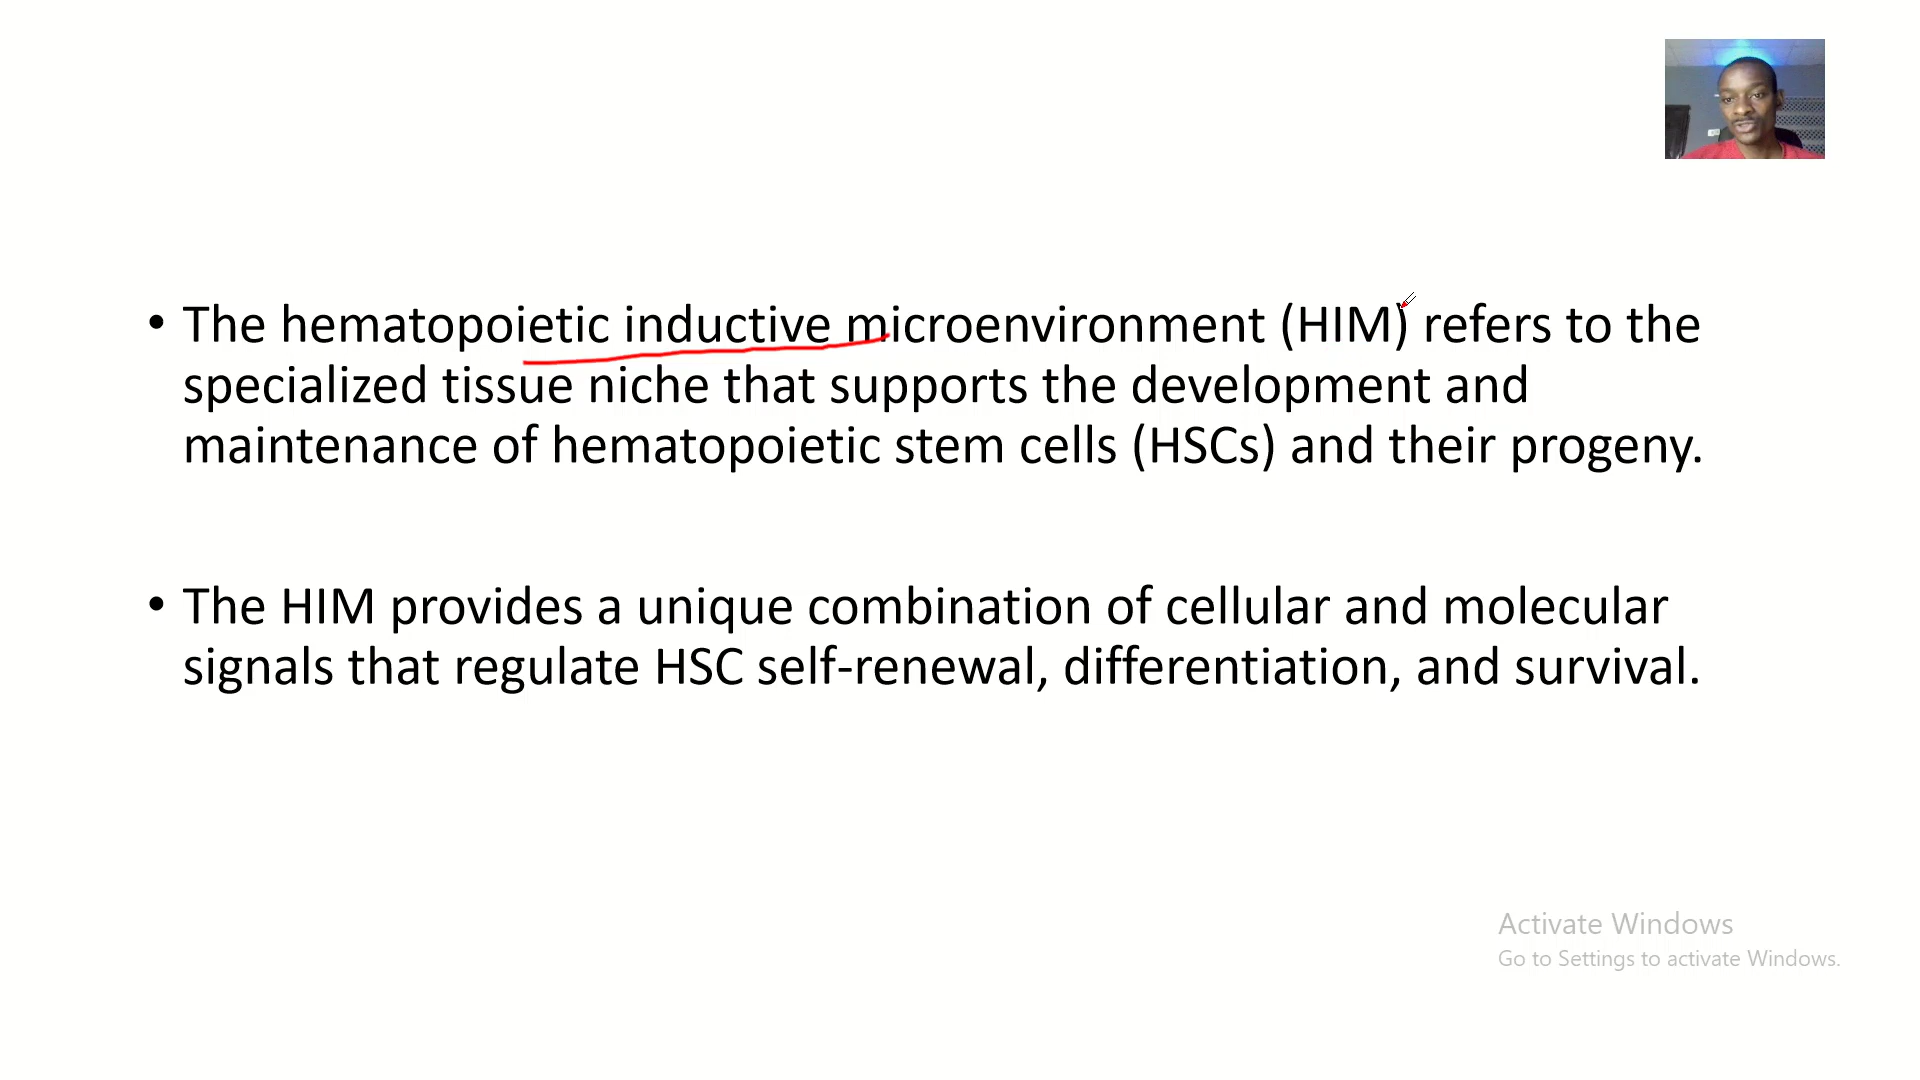 • The hematopoietic inductive microenvironment (HIM) refers to the
specialized tissue niche that supports the development and
maintenance of hematopoietic stem cells (HSCs) and their progeny.
• The HIM provides a unique combination of cellular and molecular
signals that regulate HSC self-renewal, differentiation, and survival.
Activate Windows
Go to Settings to activate Windows.